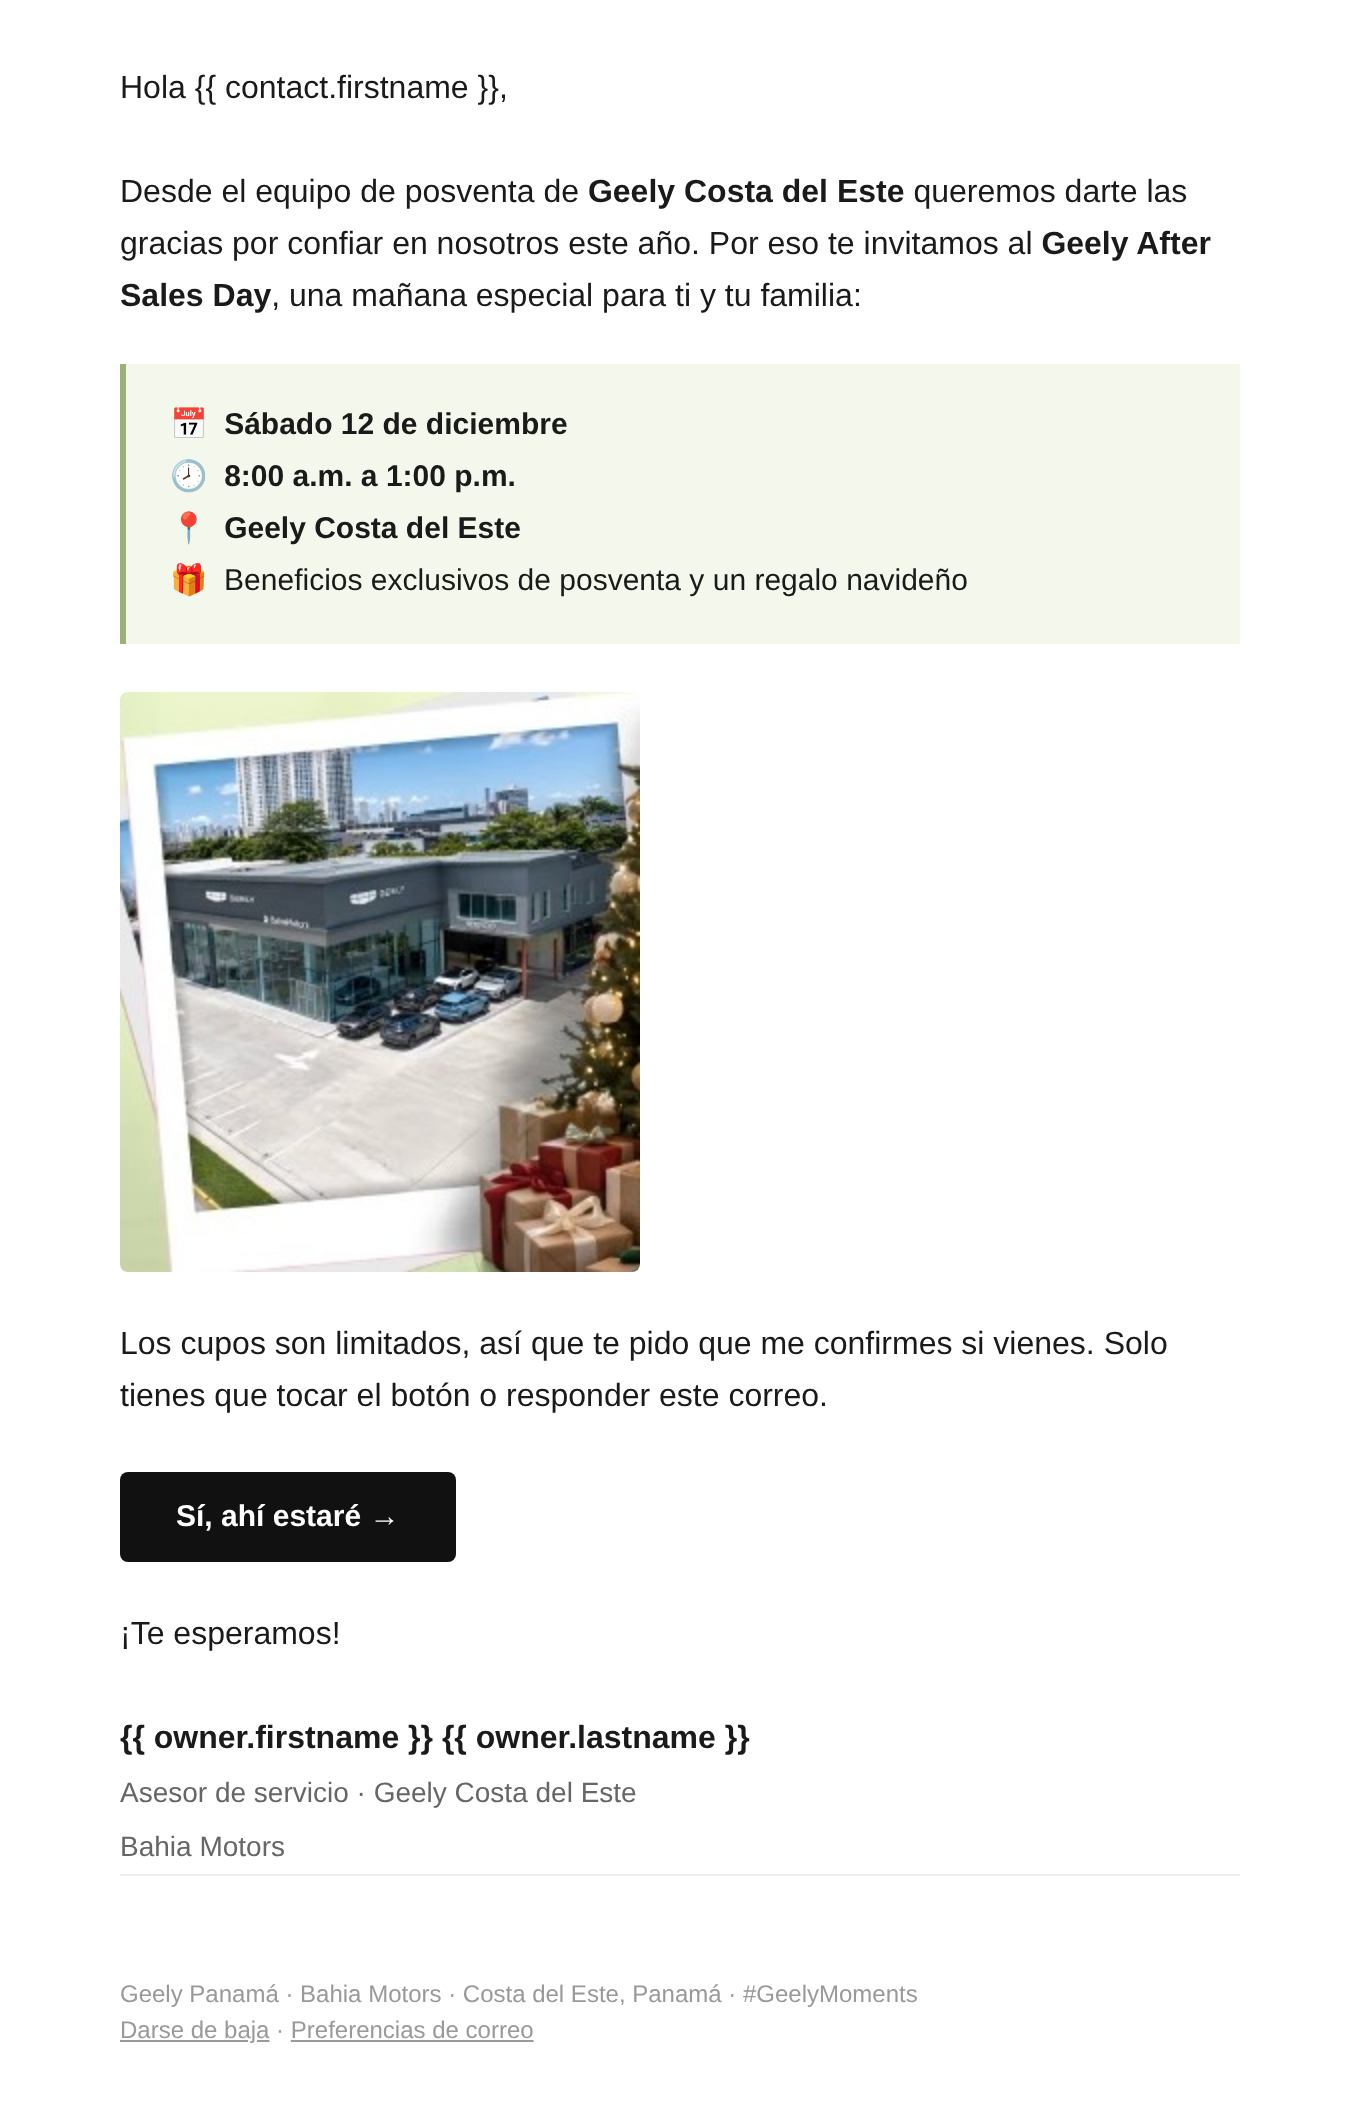 Hola {{ contact.firstname }},
Desde el equipo de posventa de Geely Costa del Este queremos darte las
gracias por confiar en nosotros este año. Por eso te invitamos al Geely After
Sales Day, una mañana especial para ti y tu familia:
📅 Sábado 12 de diciembre
🕗 8:00 a.m. a 1:00 p.m.
📍 Geely Costa del Este
🎁 Beneficios exclusivos de posventa y un regalo navideño
Los cupos son limitados, así que te pido que me confirmes si vienes. Solo
tienes que tocar el botón o responder este correo.
Sí, ahí estaré →
¡Te esperamos!
{{ owner.firstname }} {{ owner.lastname }}
Asesor de servicio · Geely Costa del Este
Bahia Motors
Geely Panamá · Bahia Motors · Costa del Este, Panamá · #GeelyMoments
Darse de baja · Preferencias de correo